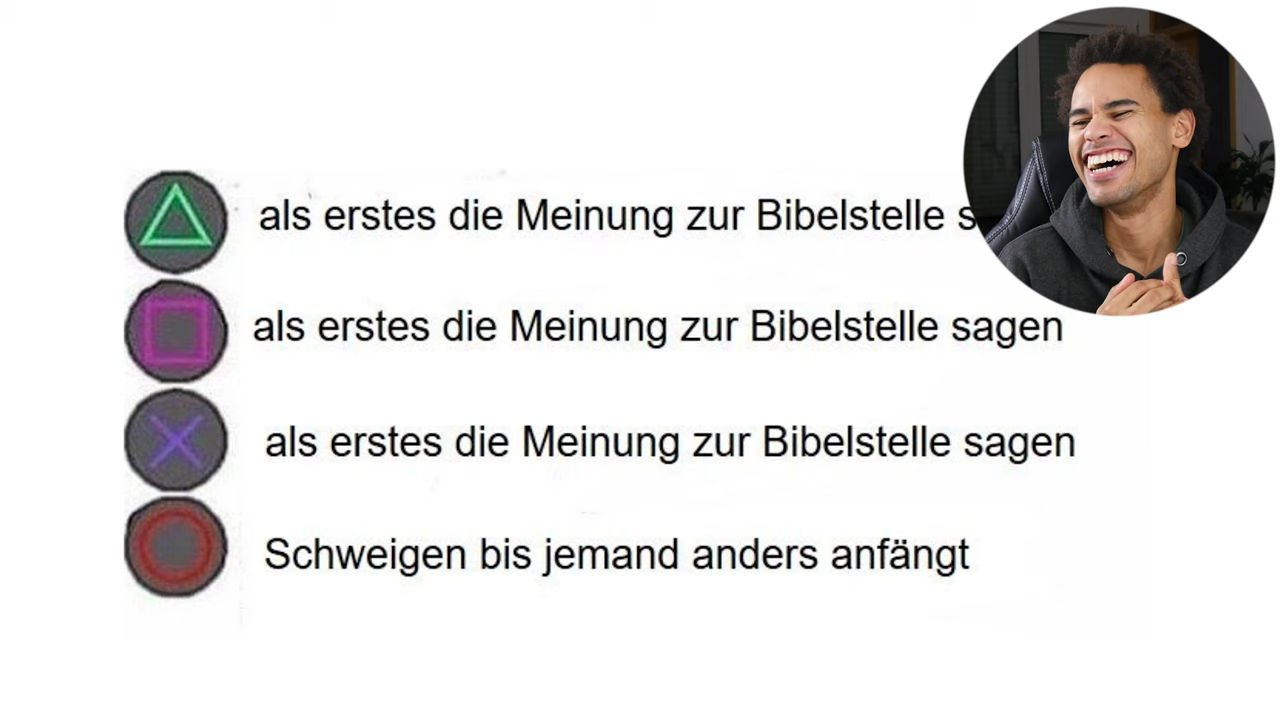 als erstes die Meinung zur Bibelstelle
als erstes die Meinung zur Bibelstelle sagen
als erstes die Meinung zur Bibelstelle sagen
Schweigen bis jemand anders anfängt